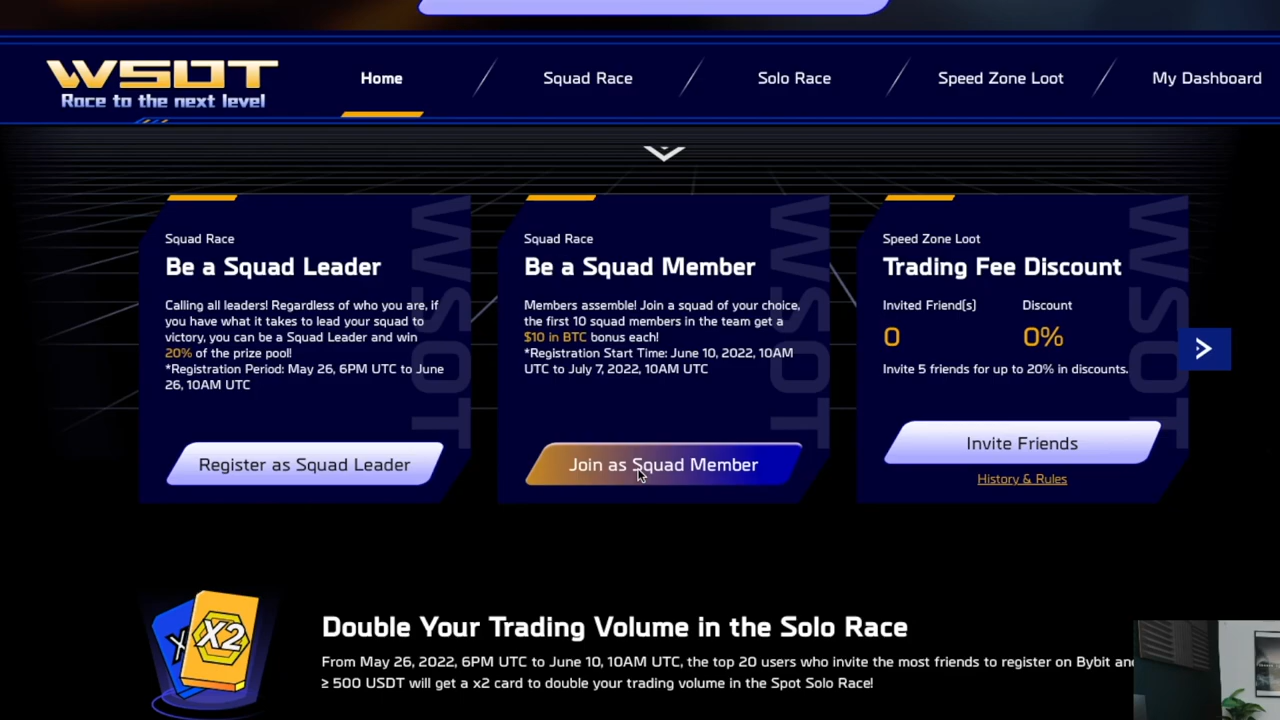 WSOT
Race to the next level
Home
Squad Race
Solo Race
Speed Zone Loot
My Dashboard
WSOT
Squad Race
Be a Squad Leader
Calling all leaders! Regardless of who you are, if
you have what it takes to lead your squad to
victory, you can be a Squad Leader and win
20% of the prize pool!
*Registration Period: May 26, 6PM UTC to June
26, 10AM UTC
Register as Squad Leader
WSOT
Squad Race
Be a Squad Member
Members assemble! Join a squad of your choice,
the first 10 squad members in the team get a
$10 in BTC bonus each!
*Registration Start Time: June 10, 2022, 10AM
UTC to July 7, 2022, 10AM UTC
Join as Squad Member
WSOT
Speed Zone Loot
Trading Fee Discount
Invited Friend(s) Discount
0 0%
Invite 5 friends for up to 20% in discounts.
Invite Friends
History & Rules
X2
Double Your Trading Volume in the Solo Race
From May 26, 2022, 6PM UTC to June 10, 10AM UTC, the top 20 users who invite the most friends to register on Bybit
≥ 500 USDT will get a x2 card to double your trading volume in the Spot Solo Race!